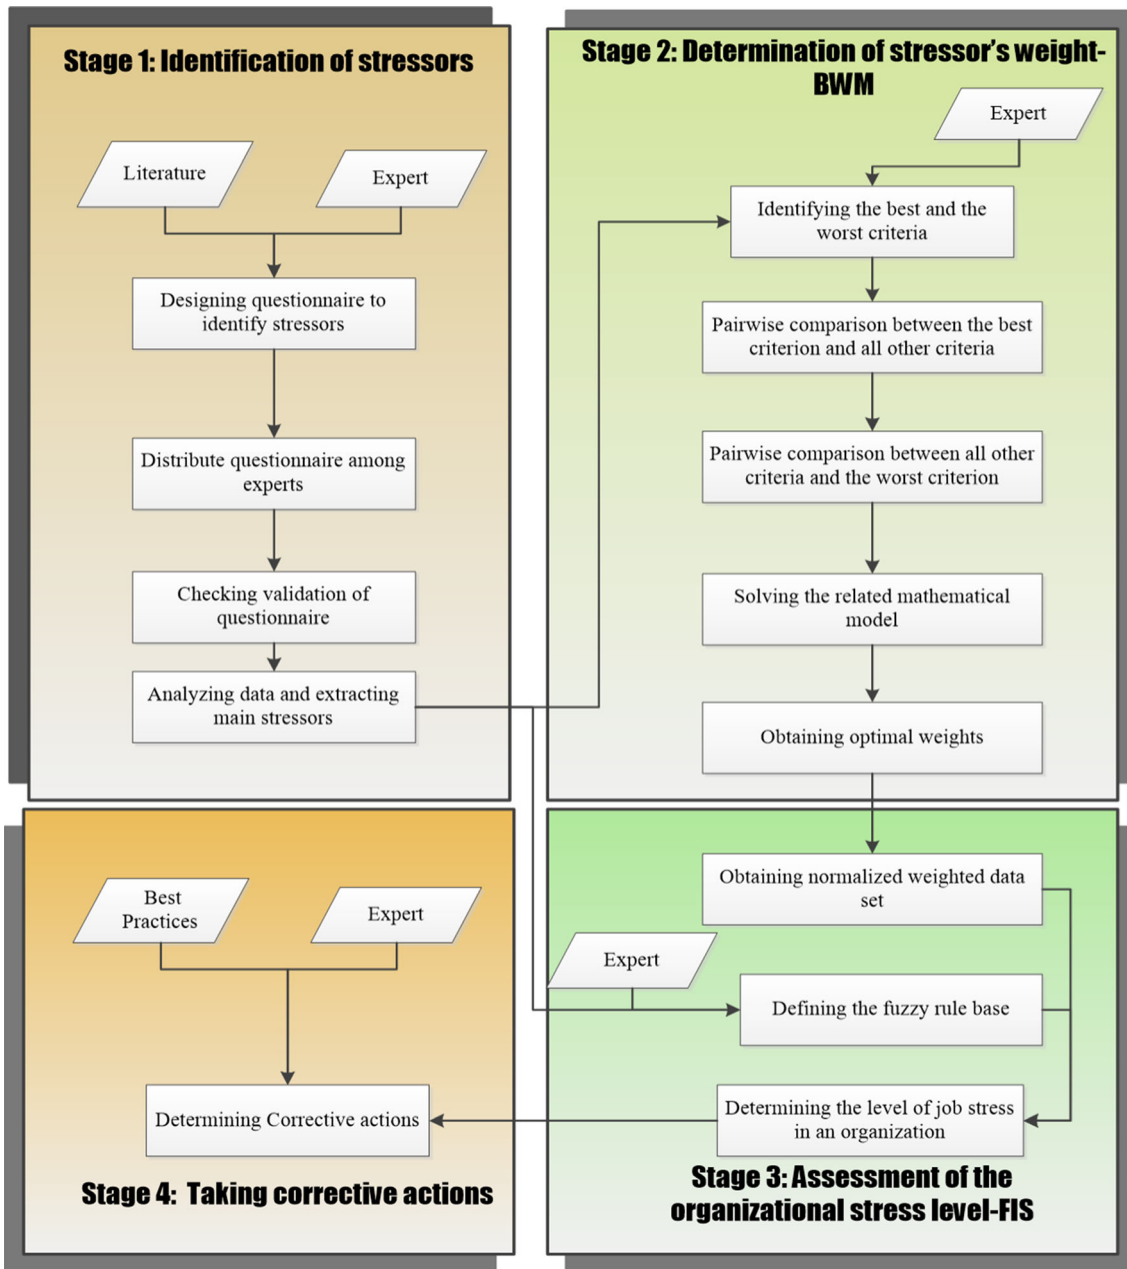 Stage 1: Identification of stressors
Literature
Expert
Designing questionnaire to
identify stressors
Distribute questionnaire among
experts
Checking validation of
questionnaire
Analyzing data and extracting
main stressors
Stage 2: Determination of stressor's weight-
BWM
Expert
Identifying the best and the
worst criteria
Pairwise comparison between the best
criterion and all other criteria
Pairwise comparison between all other
criteria and the worst criterion
Solving the related mathematical
model
Obtaining optimal weights
Obtaining normalized weighted data
set
Expert
Defining the fuzzy rule base
Determining the level of job stress
in an organization
Stage 3: Assessment of the
organizational stress level-FIS
Best
Practices
Expert
Determining Corrective actions
Stage 4:  Taking corrective actions